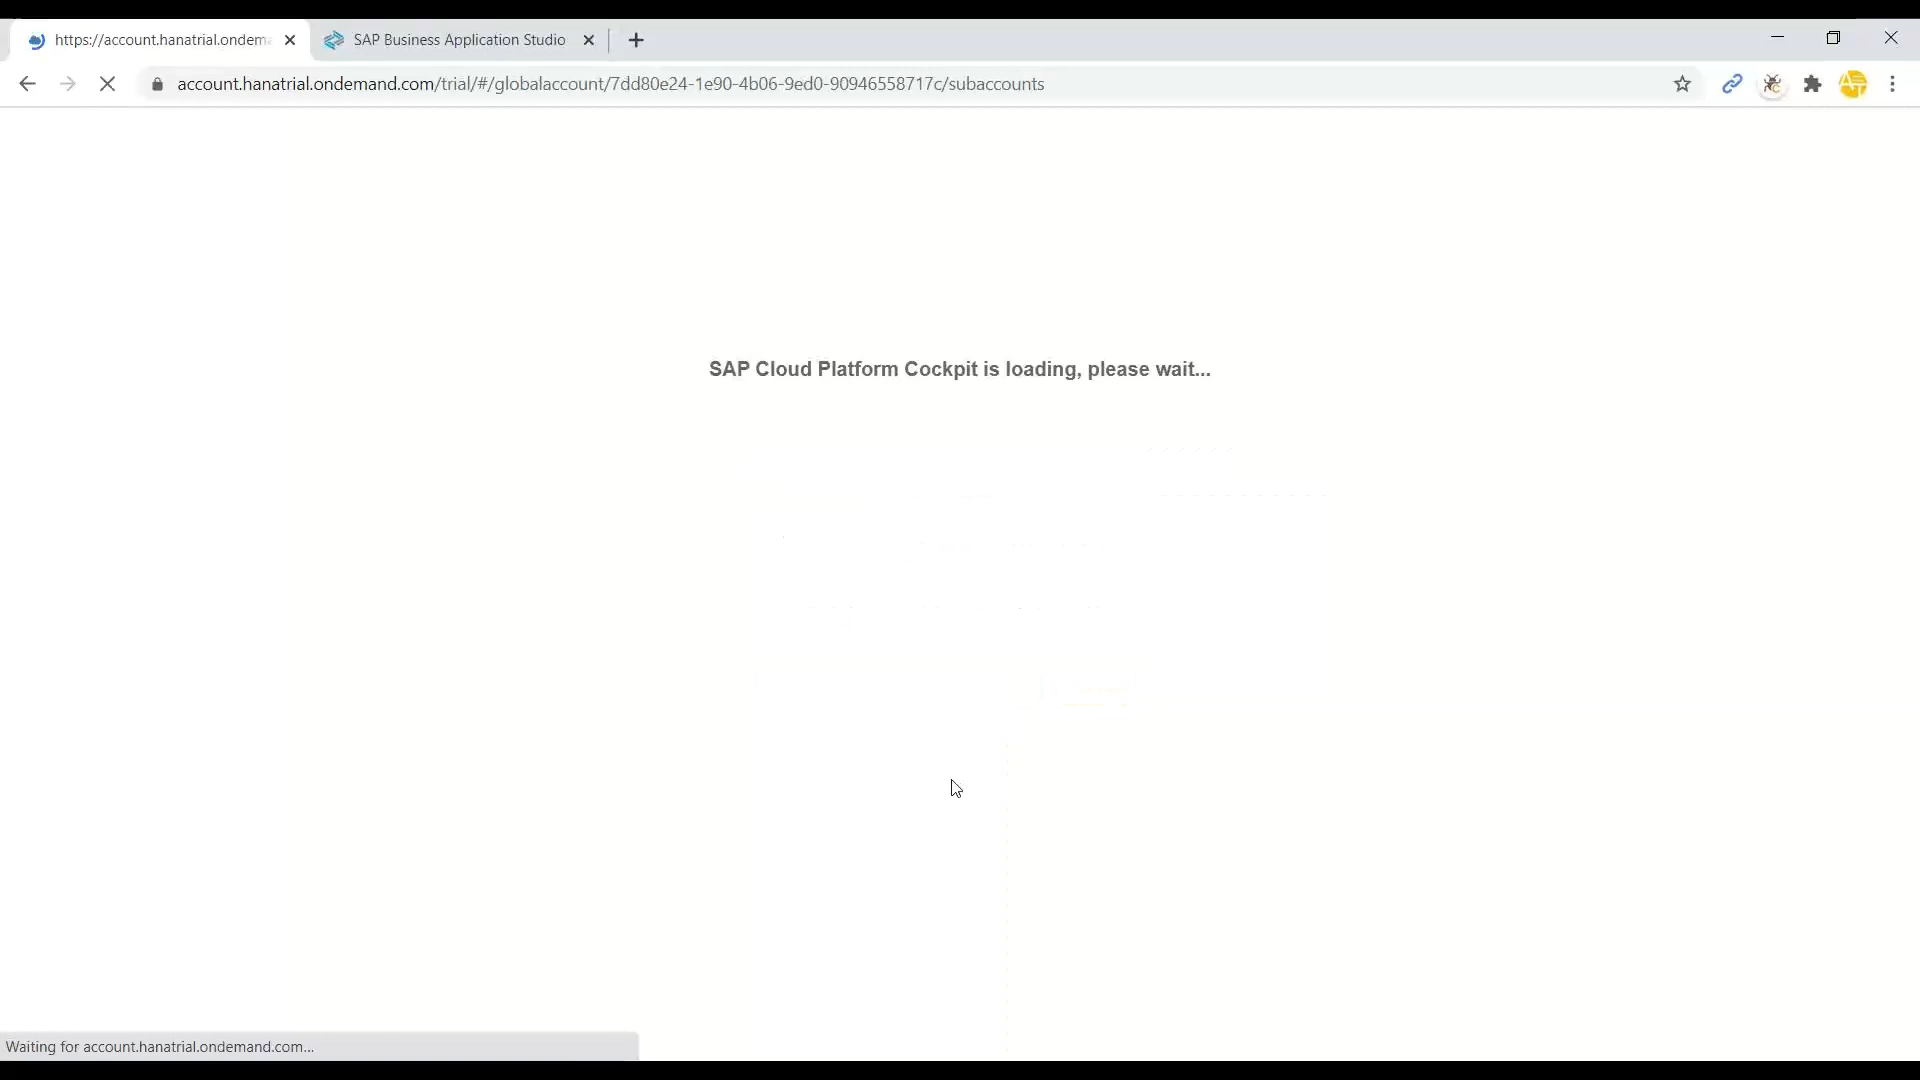 https://account.hanatrial.ondem
SAP Business Application Studio
account.hanatrial.ondemand.com/trial/#/globalaccount/7dd80e24-1e90-4b06-9ed0-90946558717c/subaccounts
SAP Cloud Platform Cockpit is loading, please wait...
Waiting for account.hanatrial.ondemand.com...